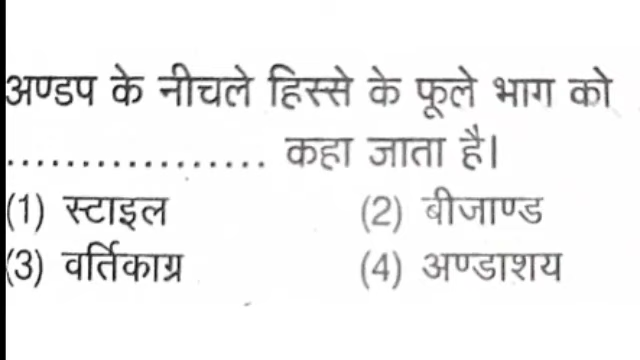 अण्डप के नीचले हिस्से के फूले भाग को
.................. कहा जाता है।
(1) स्टाइल (2) बीजाण्ड
(3) वर्तिकाग्र (4) अण्डाशय